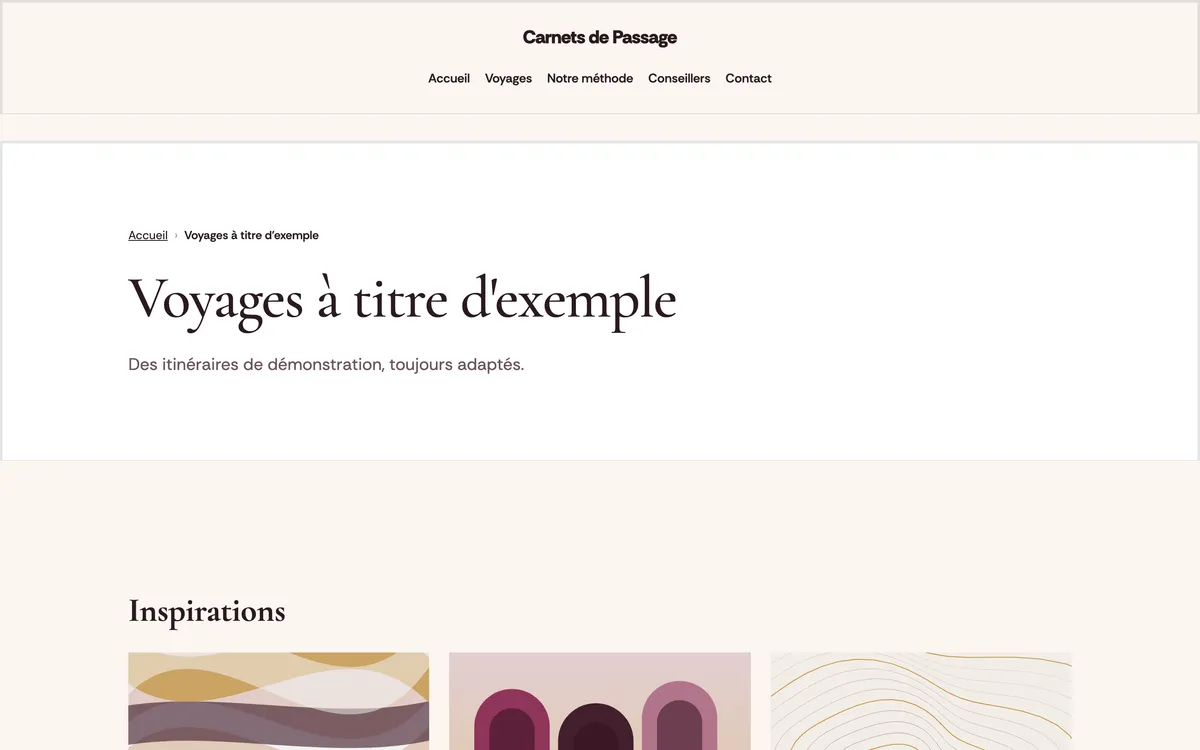 Carnets de Passage
Accueil Voyages Notre méthode Conseillers Contact
Accueil › Voyages à titre d'exemple
Voyages à titre d'exemple
Des itinéraires de démonstration, toujours adaptés.
Inspirations